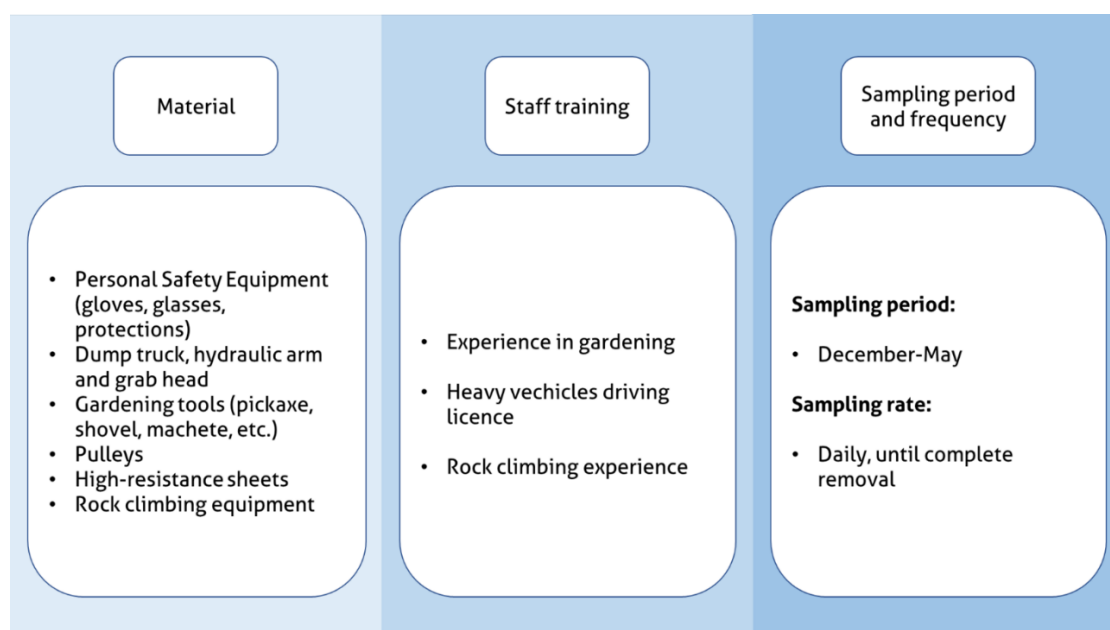 Material
• Personal Safety Equipment
(gloves, glasses,
protections)
• Dump truck, hydraulic arm
and grab head
• Gardening tools (pickaxe,
shovel, machete, etc.)
• Pulleys
• High-resistance sheets
• Rock climbing equipment
Staff training
• Experience in gardening
• Heavy vechicles driving
licence
• Rock climbing experience
Sampling period
and frequency
Sampling period:
• December-May
Sampling rate:
• Daily, until complete
removal